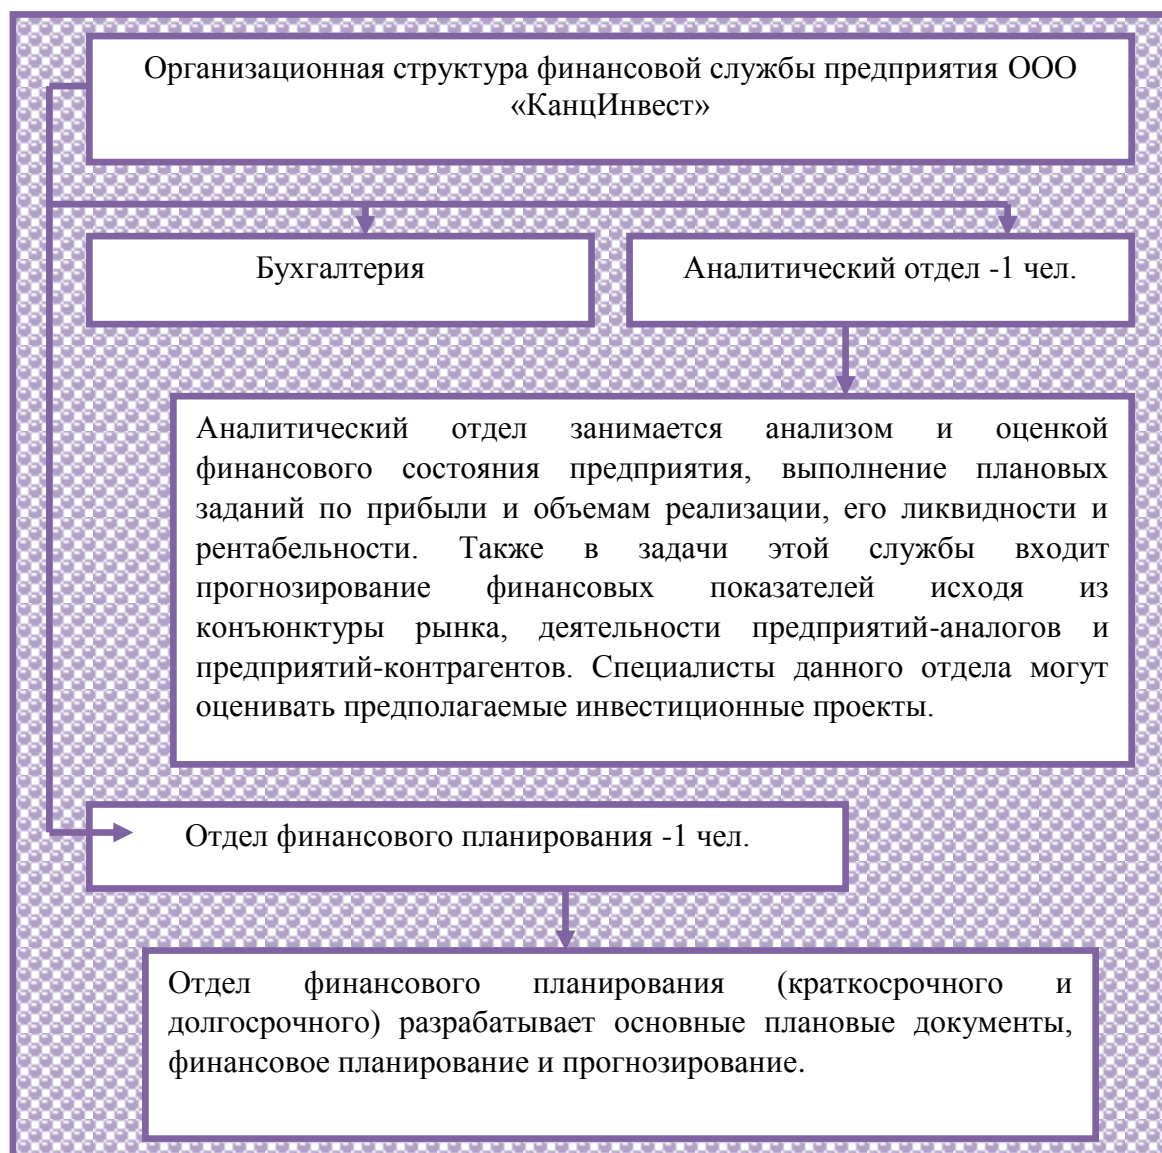 Организационная структура финансовой службы предприятия ООО
«КанцИнвест»
Бухгалтерия
Аналитический отдел -1 чел.
Аналитический отдел занимается анализом и оценкой
финансового состояния предприятия, выполнение плановых
заданий по прибыли и объемам реализации, его ликвидности и
рентабельности. Также в задачи этой службы входит
прогнозирование финансовых показателей исходя из
конъюнктуры рынка, деятельности предприятий-аналогов и
предприятий-контрагентов. Специалисты данного отдела могут
оценивать предполагаемые инвестиционные проекты.
Отдел финансового планирования -1 чел.
Отдел финансового планирования (краткосрочного и
долгосрочного) разрабатывает основные плановые документы,
финансовое планирование и прогнозирование.